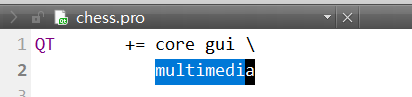 chess.pro
1 QT += core gui \
2 multimedia